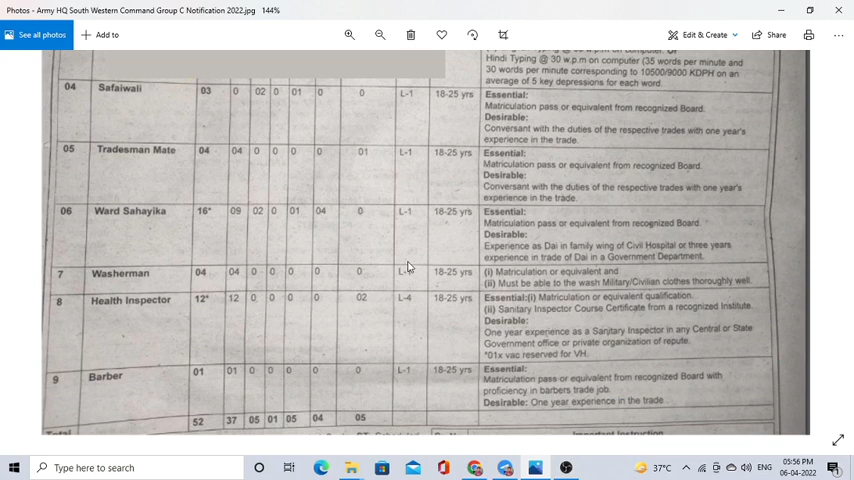 Photos - Army HQ South Western Command Group C Notification 2022.jpg 144%
See all photos
Add to
Edit & Create
Share
Hindi Typing @ 30 w.p.m on computer (35 words per minute and
30 words per minute corresponding to 10500/9000 KDPH on an
average of 5 key depressions for each word.
04 Safaiwali 03 0 02 0 01 0 0 L-1 18-25 yrs Essential:
Matriculation pass or equivalent from recognized Board.
Desirable:
Conversant with the duties of the respective trades with one year's
experience in the trade.
05 Tradesman Mate 04 04 0 0 0 0 01 L-1 18-25 yrs Essential:
Matriculation pass or equivalent from recognized Board.
Desirable:
Conversant with the duties of the respective trades with one year's
experience in the trade.
06 Ward Sahayika 16* 09 02 0 01 04 0 L-1 18-25 yrs Essential:
Matriculation pass or equivalent from recognized Board.
Desirable:
Experience as Dai in family wing of Civil Hospital or three years
experience in trade of Dai in a Government Department.
7 Washerman 04 04 0 0 0 0 0 18-25 yrs (i) Matriculation or equivalent and
(ii) Must be able to the wash Military/Civilian clothes thoroughly well.
8 Health Inspector 12* 12 0 0 0 0 02 L-4 18-25 yrs Essential:(i) Matriculation or equivalent qualification.
(ii) Sanitary Inspector Course Certificate from a recognized Institute.
Desirable:
One year experience as a Sanitary Inspector in any Central or State
Government office or private organization of repute.
*01x vac reserved for VH.
9 Barber 01 01 0 0 0 0 0 L-1 18-25 yrs Essential:
Matriculation pass or equivalent from recognized Board with
proficiency in barbers trade job.
Desirable: One year experience in the trade
52 37 05 01 05 04 05
Total
Important Instruction
Type here to search
37°C
ENG
05:56 PM
06-04-2022